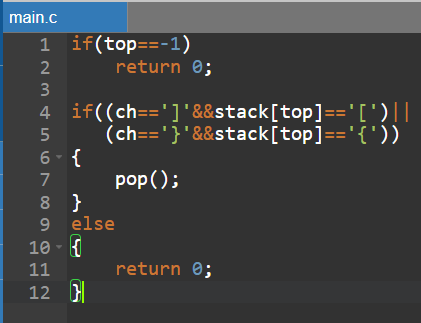 main.c
1 if(top==-1)
2     return 0;
3
4 if((ch==']'&&stack[top]=='[')||
5    (ch=='}'&&stack[top]=='{'))
6 {
7     pop();
8 }
9 else
10 {
11     return 0;
12 }